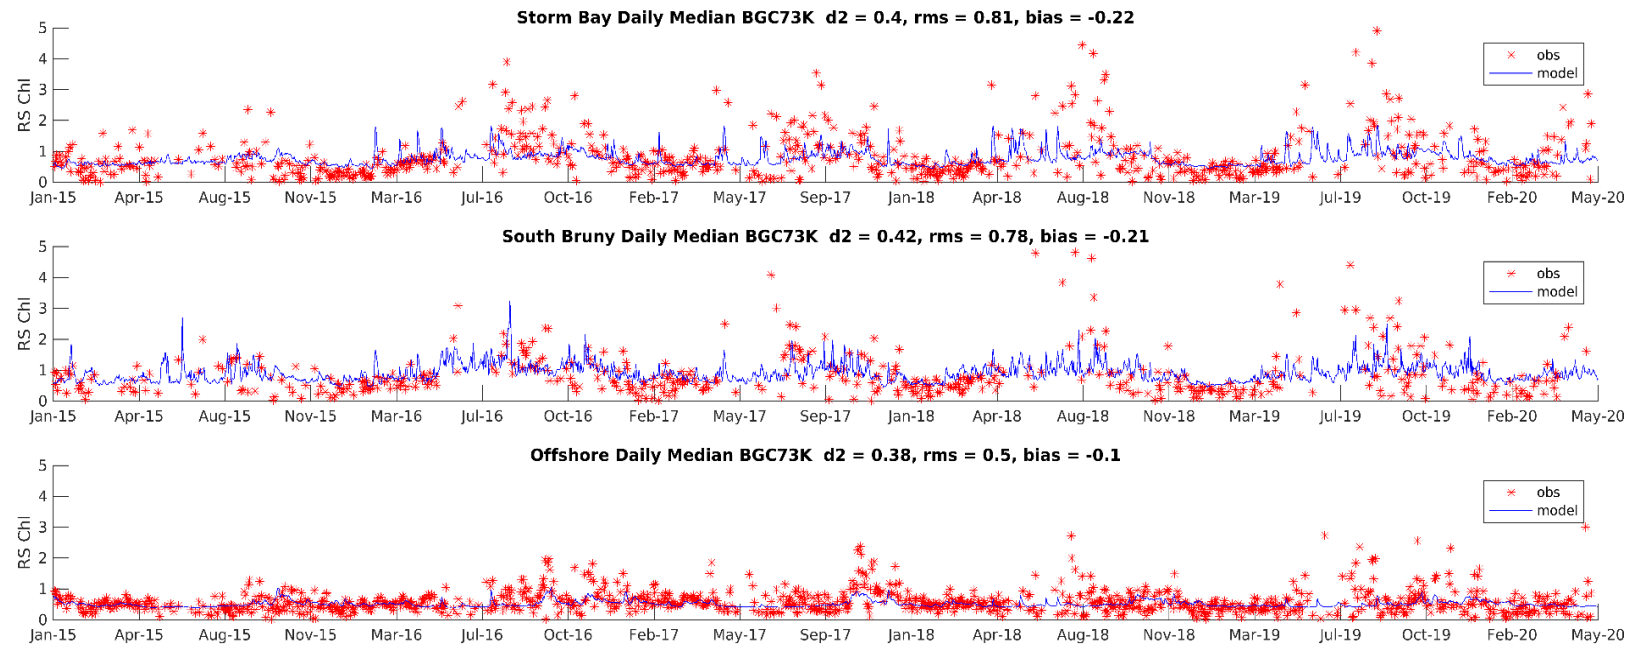 Storm Bay Daily Median BGC73K d2 = 0.4, rms = 0.81, bias = -0.22
5
4
3
2
1
0
RS Chl
obs
model
Jan-15 Apr-15 Aug-15 Nov-15 Mar-16 Jul-16 Oct-16 Feb-17 May-17 Sep-17 Jan-18 Apr-18 Aug-18 Nov-18 Mar-19 Jul-19 Oct-19 Feb-20 May-20
South Bruny Daily Median BGC73K d2 = 0.42, rms = 0.78, bias = -0.21
5
4
3
2
1
0
RS Chl
obs
model
Jan-15 Apr-15 Aug-15 Nov-15 Mar-16 Jul-16 Oct-16 Feb-17 May-17 Sep-17 Jan-18 Apr-18 Aug-18 Nov-18 Mar-19 Jul-19 Oct-19 Feb-20 May-20
Offshore Daily Median BGC73K d2 = 0.38, rms = 0.5, bias = -0.1
5
4
3
2
1
0
RS Chl
obs
model
Jan-15 Apr-15 Aug-15 Nov-15 Mar-16 Jul-16 Oct-16 Feb-17 May-17 Sep-17 Jan-18 Apr-18 Aug-18 Nov-18 Mar-19 Jul-19 Oct-19 Feb-20 May-20